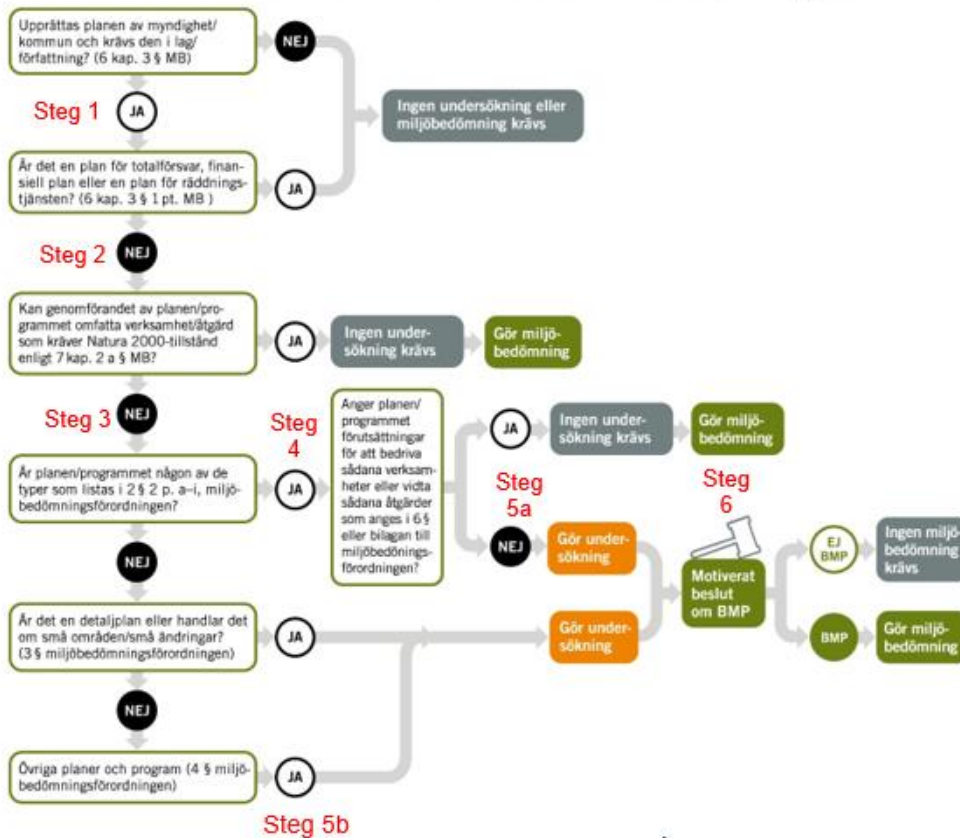 Upprättas planen av myndighet/
kommun och krävs den i lag/
författning? (6 kap. 3 § MB)
NEJ
Steg 1
JA
Ingen undersökning eller
miljöbedömning krävs
Är det en plan för totalförsvar, finan-
siell plan eller en plan för räddnings-
tjänsten? (6 kap. 3 § 1 pt. MB )
JA
Steg 2
NEJ
Kan genomförandet av planen/pro-
grammet omfatta verksamhet/åtgärd
som kräver Natura 2000-tillstånd
enligt 7 kap. 2 a § MB?
JA
Ingen under-
sökning krävs
Gör miljö-
bedömning
Steg 3
NEJ
Är planen/programmet någon av de
typer som listas i 2 § 2 p. a–i, miljö-
bedömningsförordningen?
Steg
4
JA
Anger planen/
programmet
förutsättningar
för att bedriva
sådana verksam-
heter eller vidta
sådana åtgärder
som anges i 6 §
eller bilagan till
miljöbedönings-
förordningen?
JA
Ingen under-
sökning krävs
Gör miljö-
bedömning
Steg
5a
NEJ
Gör under-
sökning
Steg
6
Motiverat
beslut
om BMP
EJ
BMP
Ingen miljö-
bedömning
krävs
BMP
Gör miljö-
bedömning
NEJ
Är det en detaljplan eller handlar det
om små områden/små ändringar?
(3 § miljöbedömningsförordningen)
JA
Gör under-
sökning
NEJ
Övriga planer och program (4 § miljö-
bedömningsförordningen)
JA
Steg 5b